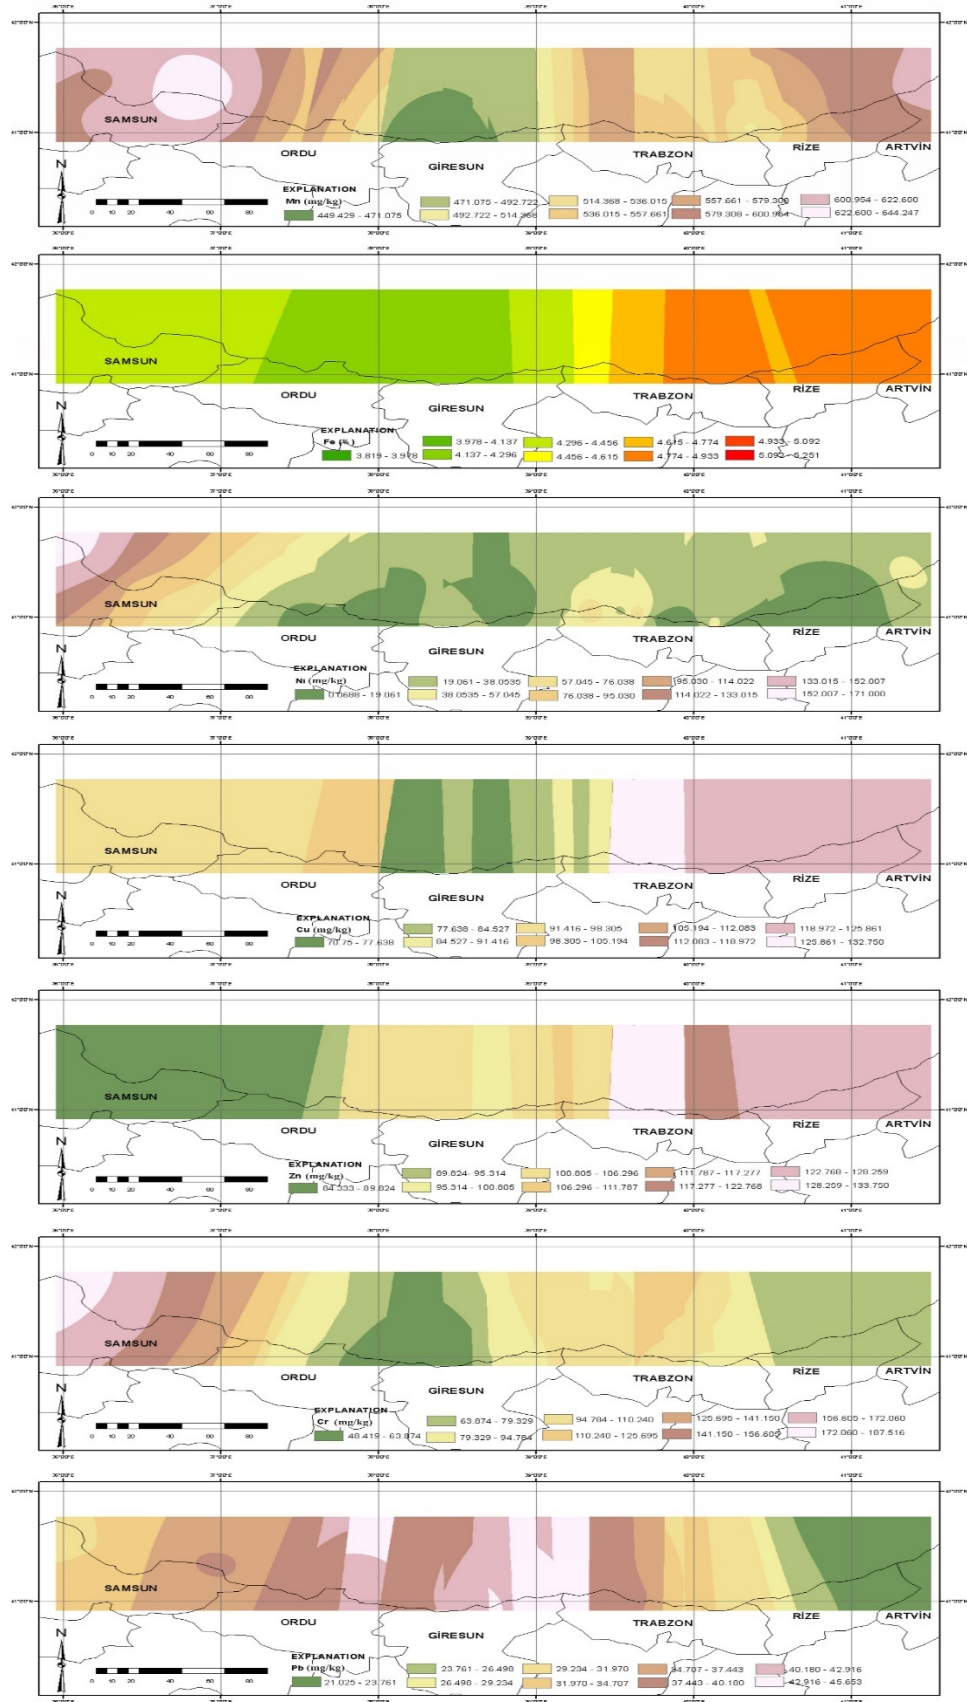 SAMSUN
ORDU
GİRESUN
TRABZON
RİZE
ARTVİN
N
EXPLANATION
Mn (mg/kg)
449.429 - 471.075
471.075 - 492.722
492.722 - 514.368
514.368 - 536.015
536.015 - 557.661
557.661 - 579.308
579.308 - 600.954
600.954 - 622.600
622.600 - 644.247
0 10 20 40 60 80
SAMSUN
ORDU
GİRESUN
TRABZON
RİZE
ARTVİN
N
EXPLANATION
Fe (%)
3.819 - 3.978
3.978 - 4.137
4.137 - 4.296
4.296 - 4.456
4.456 - 4.615
4.615 - 4.774
4.774 - 4.933
4.933 - 5.092
5.092 - 5.251
SAMSUN
ORDU
GİRESUN
TRABZON
RİZE
ARTVİN
N
EXPLANATION
Ni (mg/kg)
0.0688 - 19.061
19.061 - 38.0535
38.0535 - 57.045
57.045 - 76.038
76.038 - 95.030
95.030 - 114.022
114.022 - 133.015
133.015 - 152.007
152.007 - 171.000
SAMSUN
ORDU
GİRESUN
TRABZON
RİZE
ARTVİN
N
EXPLANATION
Cu (mg/kg)
70.75 - 77.638
77.638 - 84.527
84.527 - 91.416
91.416 - 98.305
98.305 - 105.194
105.194 - 112.083
112.083 - 118.972
118.972 - 125.861
125.861 - 132.750
SAMSUN
ORDU
GİRESUN
TRABZON
RİZE
ARTVİN
N
EXPLANATION
Zn (mg/kg)
84.333 - 89.824
89.824- 95.314
95.314 - 100.805
100.805 - 106.296
106.296 - 111.787
111.787 - 117.277
117.277 - 122.768
122.768 - 128.259
128.259 - 133.750
SAMSUN
ORDU
GİRESUN
TRABZON
RİZE
ARTVİN
N
EXPLANATION
Cr (mg/kg)
48.419 - 63.874
63.874 - 79.329
79.329 - 94.784
94.784 - 110.240
110.240 - 125.695
125.695 - 141.150
141.150 - 156.605
156.605 - 172.060
172.060 - 187.516
SAMSUN
ORDU
GİRESUN
TRABZON
RİZE
ARTVİN
N
EXPLANATION
Pb (mg/kg)
21.025 - 23.761
23.761 - 26.498
26.498 - 29.234
29.234 - 31.970
31.970 - 34.707
34.707 - 37.443
37.443 - 40.180
40.180 - 42.916
42.916 - 45.653